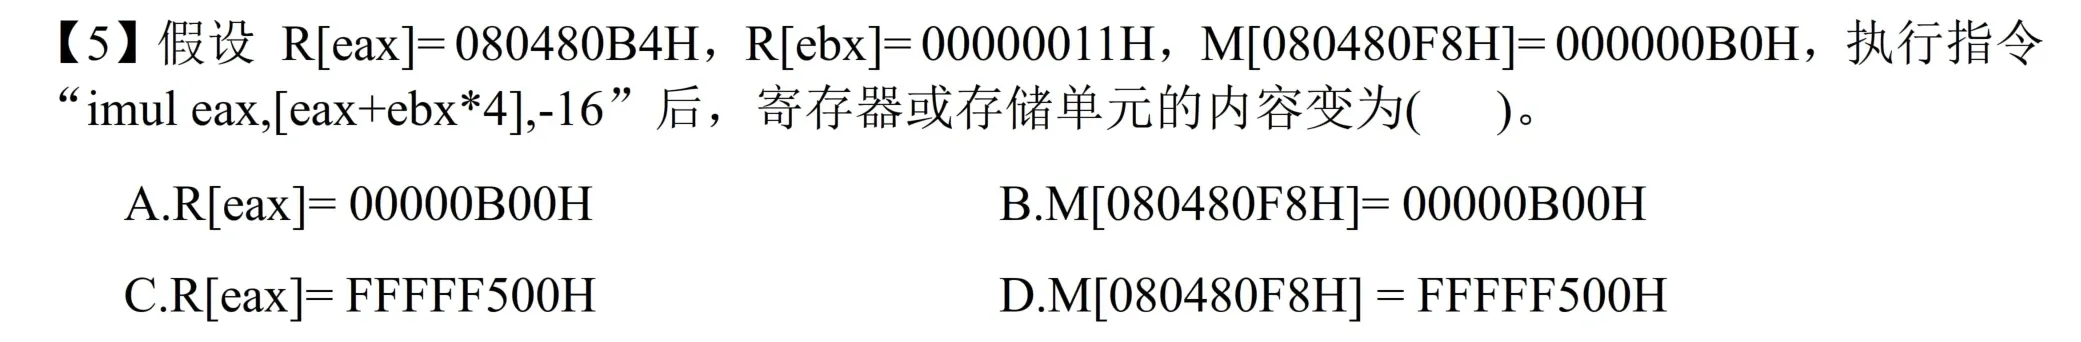 【5】假设 R[eax]=080480B4H，R[ebx]=00000011H，M[080480F8H]=000000B0H，执行指令
“imul eax,[eax+ebx*4],-16”后，寄存器或存储单元的内容变为(    )。
A.R[eax]= 00000B00H
B.M[080480F8H]= 00000B00H
C.R[eax]= FFFFF500H
D.M[080480F8H] = FFFFF500H